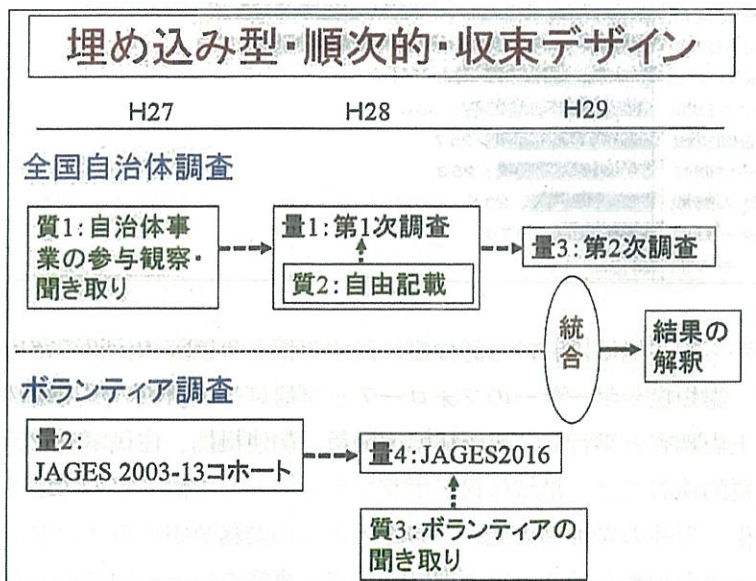 埋め込み型・順次的・収束デザイン
H27 H28 H29
全国自治体調査
質1:自治体事
業の参与観察・
聞き取り
量1:第1次調査
質2:自由記載
量3:第2次調査
統合
結果の
解釈
ボランティア調査
量2:
JAGES 2003-13コホート
量4:JAGES2016
質3:ボランティアの
聞き取り